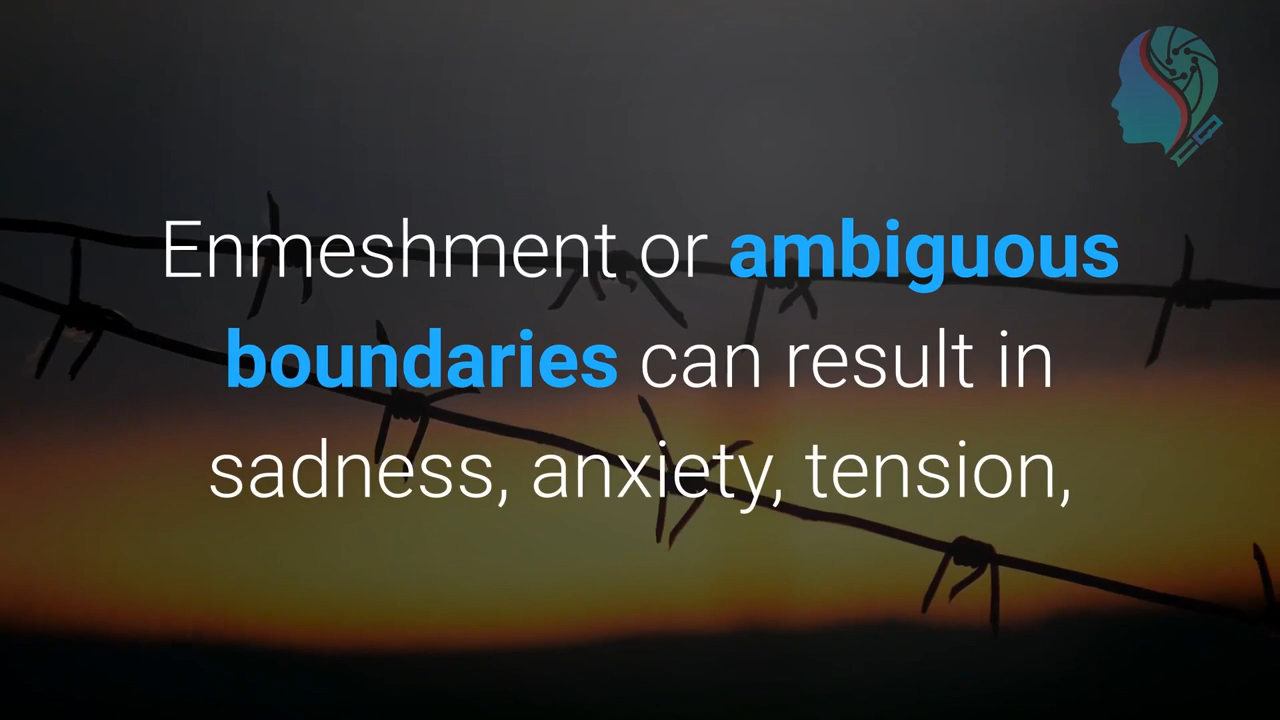 Enmeshment or ambiguous
boundaries can result in
sadness, anxiety, tension,